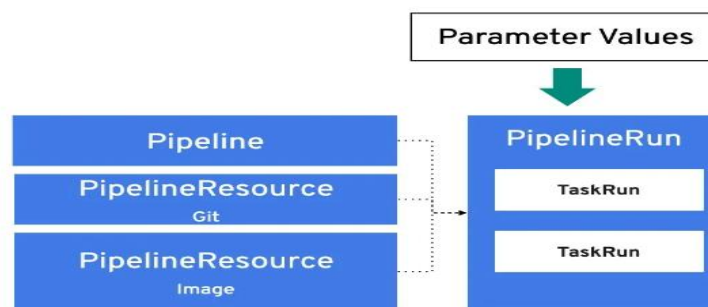 Parameter Values
Pipeline
PipelineResource
Git
PipelineResource
Image
PipelineRun
TaskRun
TaskRun